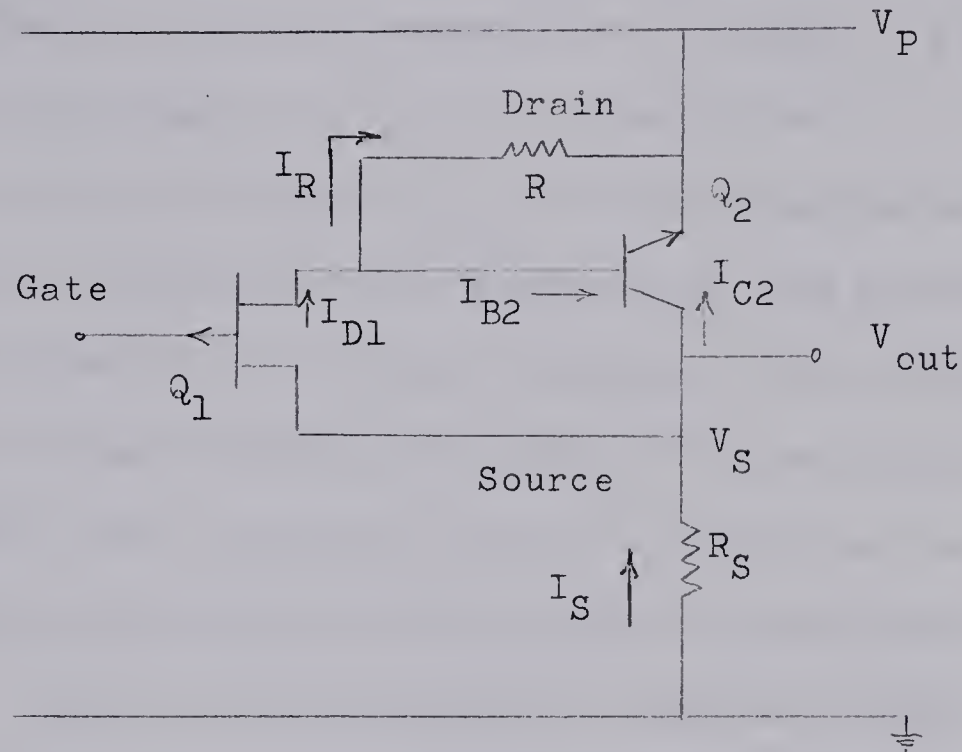 V_P
Drain
I_R
R
Q_2
Gate
I_D1
I_B2
I_C2
V_out
Q_1
V_S
Source
R_S
I_S